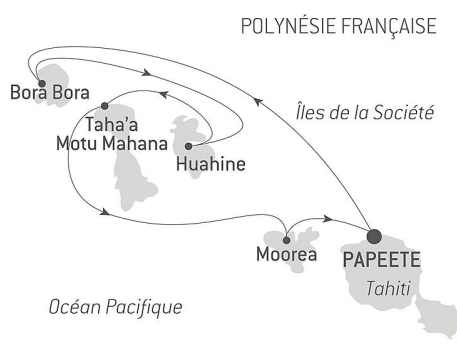 POLYNÉSIE FRANÇAISE
Bora Bora
Îles de la Société
Taha'a
Motu Mahana
Huahine
Moorea
PAPEETE
Tahiti
Océan Pacifique